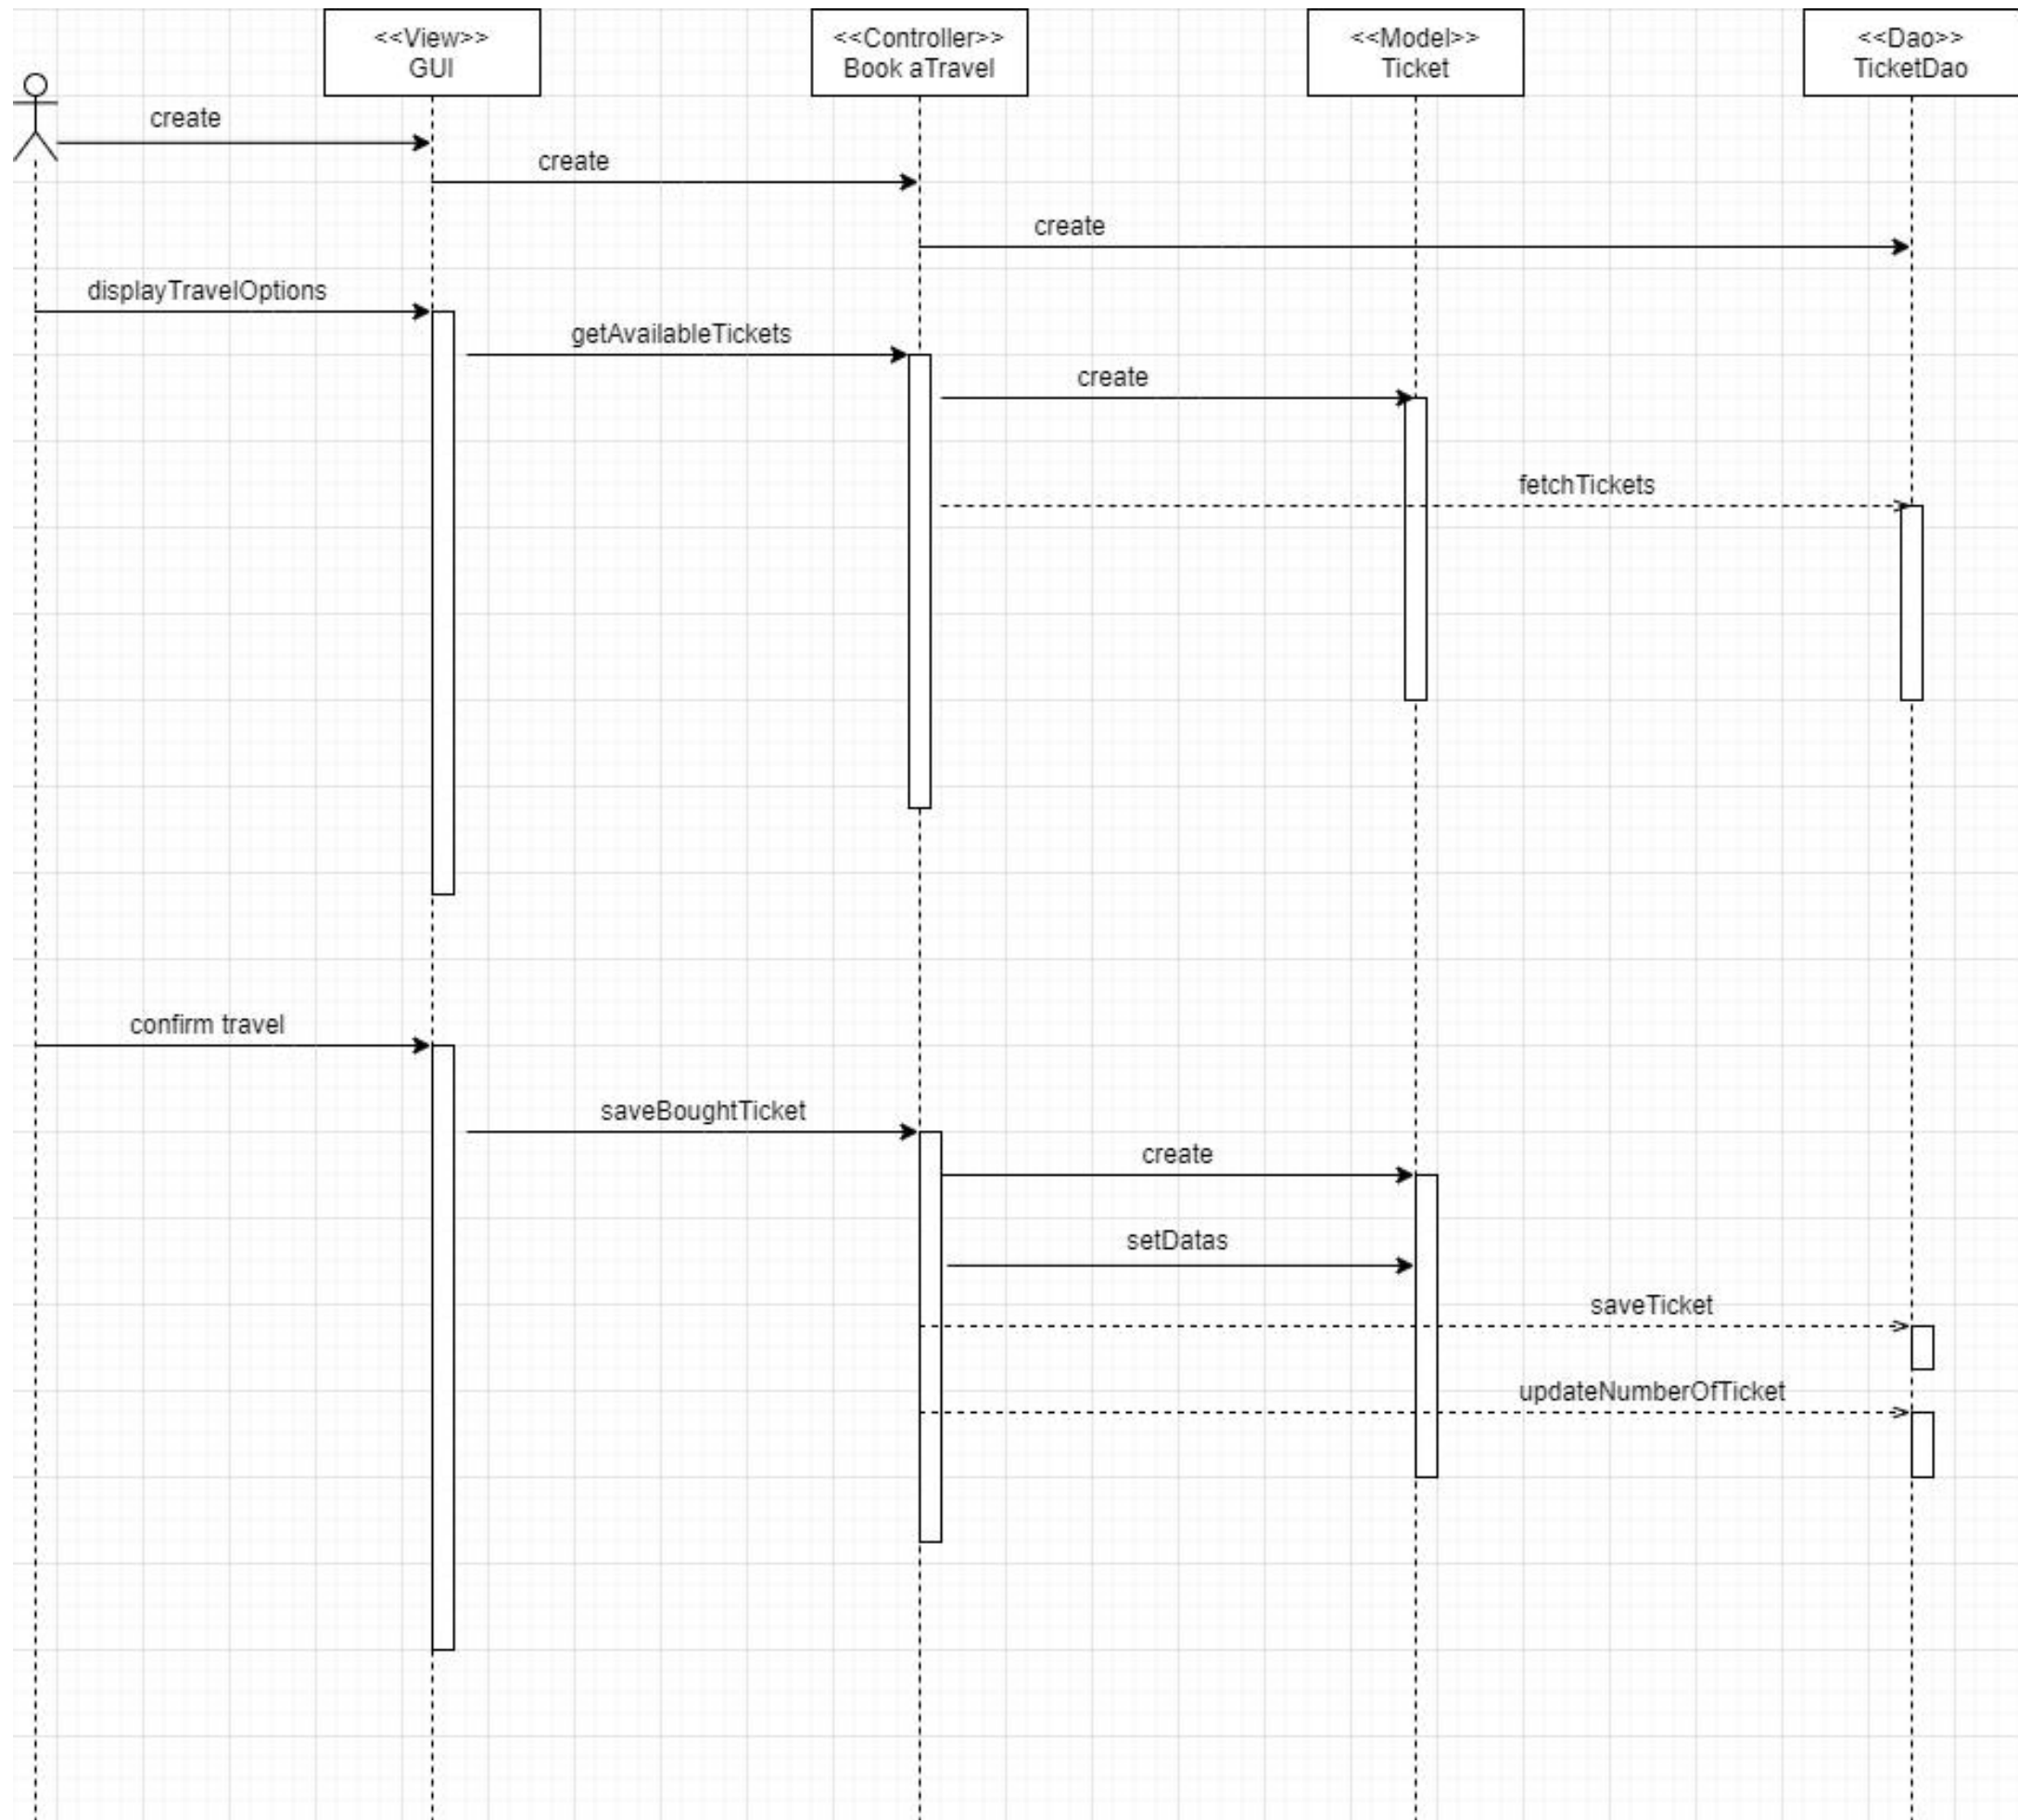 <<View>>
GUI
<<Controller>>
Book aTravel
<<Model>>
Ticket
<<Dao>>
TicketDao
create
create
create
displayTravelOptions
getAvailableTickets
create
fetchTickets
confirm travel
saveBoughtTicket
create
setDatas
saveTicket
updateNumberOfTicket